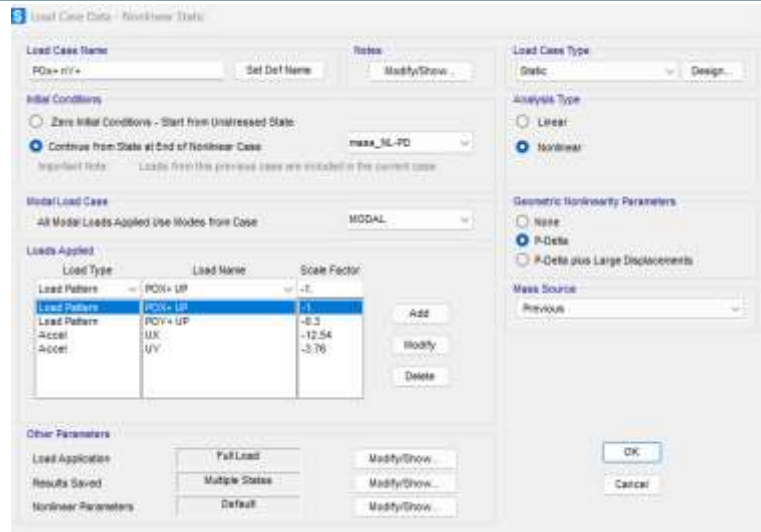 Load Case Data - Nonlinear Static
Load Case Name
Set Def Name
Notes
Modify/Show...
Load Case Type
Static
Design...
Initial Conditions
Zero Initial Conditions - Start from Unstressed State
Continue from State at End of Nonlinear Case
masa_NL-PD
Important Note: Loads from this previous case are included in the current case
Analysis Type
Linear
Nonlinear
Modal Load Case
All Modal Loads Applied Use Modes from Case
MODAL
Geometric Nonlinearity Parameters
None
P-Delta
P-Delta plus Large Displacements
Loads Applied
Load Type Load Name Scale Factor
Load Pattern POX+ UP -1.
Load Pattern POX+ UP -1.
Load Pattern POY+ UP -0.3
Accel UX -12.54
Accel UY -3.76
Add
Modify
Delete
Mass Source
Previous
Other Parameters
Load Application Full Load Modify/Show...
Results Saved Multiple States Modify/Show...
Nonlinear Parameters Default Modify/Show...
OK
Cancel